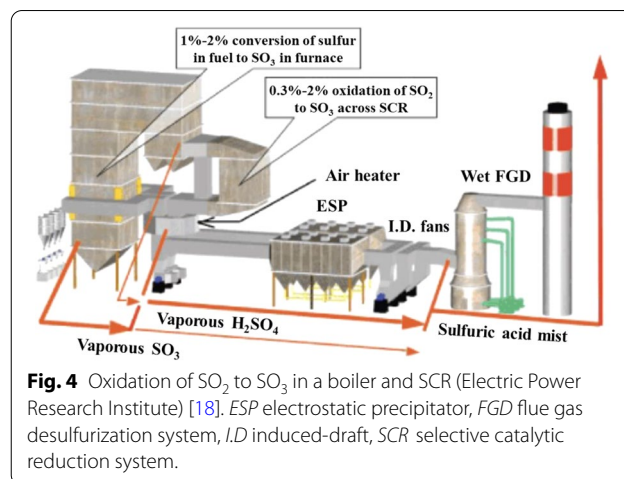 1%-2% conversion of sulfur
in fuel to SO₃ in furnace
0.3%-2% oxidation of SO₂
to SO₃ across SCR
Air heater
ESP
Wet FGD
I.D. fans
Vaporous H₂SO₄
Vaporous SO₃
Sulfuric acid mist
Fig. 4 Oxidation of SO₂ to SO₃ in a boiler and SCR (Electric Power
Research Institute) [18]. ESP electrostatic precipitator, FGD flue gas
desulfurization system, I.D induced-draft, SCR selective catalytic
reduction system.